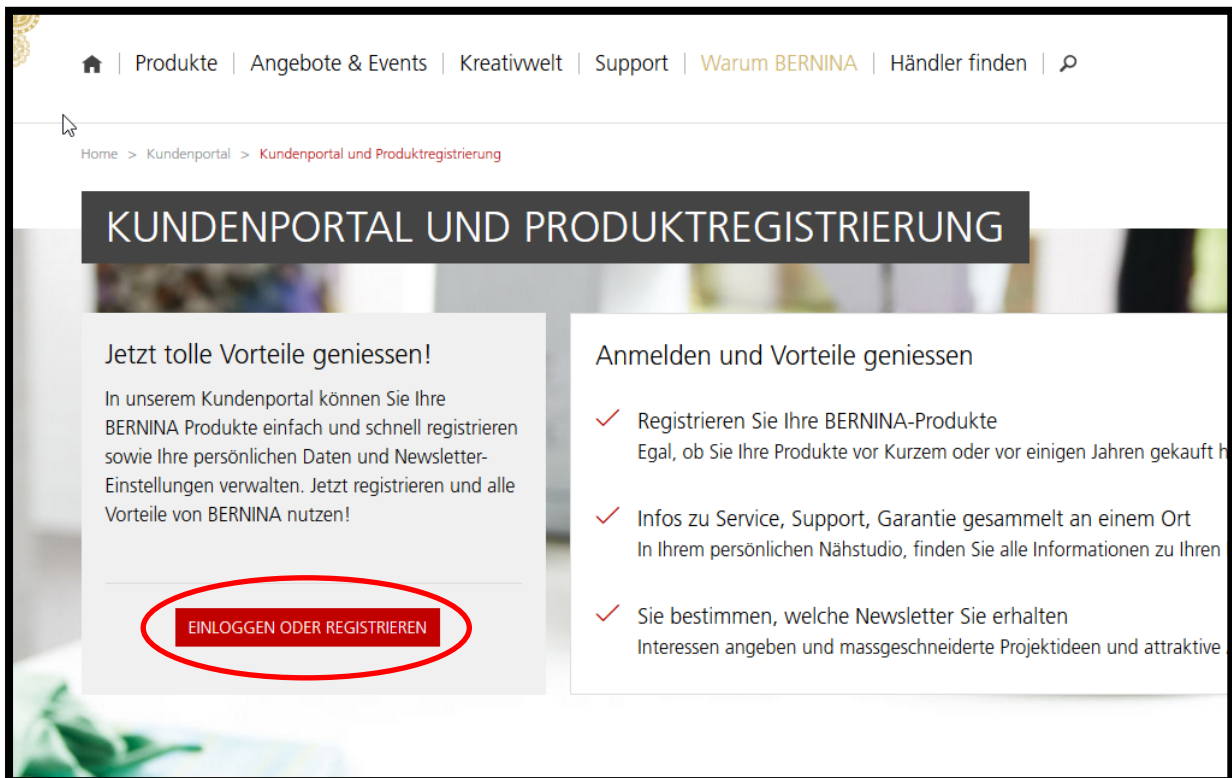 Produkte | Angebote & Events | Kreativwelt | Support | Warum BERNINA | Händler finden
Home > Kundenportal > Kundenportal und Produktregistrierung
KUNDENPORTAL UND PRODUKTREGISTRIERUNG
Jetzt tolle Vorteile geniessen!
In unserem Kundenportal können Sie Ihre
BERNINA Produkte einfach und schnell registrieren
sowie Ihre persönlichen Daten und Newsletter-
Einstellungen verwalten. Jetzt registrieren und alle
Vorteile von BERNINA nutzen!
EINLOGGEN ODER REGISTRIEREN
Anmelden und Vorteile geniessen
Registrieren Sie Ihre BERNINA-Produkte
Egal, ob Sie Ihre Produkte vor Kurzem oder vor einigen Jahren gekauft
Infos zu Service, Support, Garantie gesammelt an einem Ort
In Ihrem persönlichen Nähstudio, finden Sie alle Informationen zu Ihren
Sie bestimmen, welche Newsletter Sie erhalten
Interessen angeben und massgeschneiderte Projektideen und attraktive